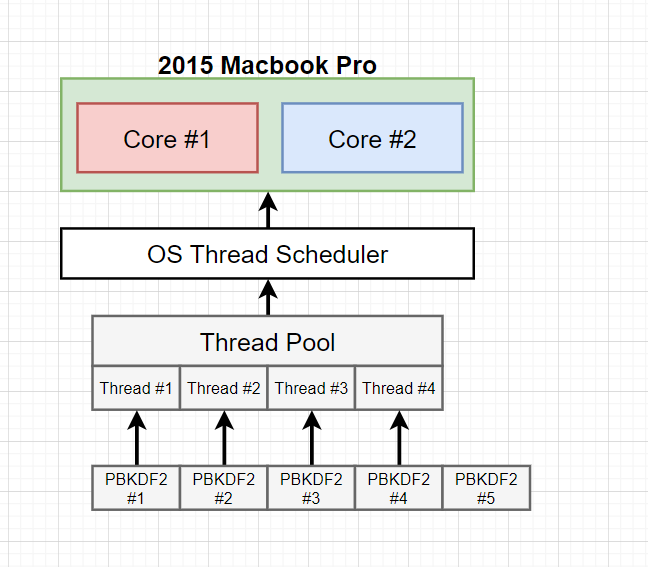 2015 Macbook Pro
Core #1
Core #2
OS Thread Scheduler
Thread Pool
Thread #1
Thread #2
Thread #3
Thread #4
PBKDF2
#1
PBKDF2
#2
PBKDF2
#3
PBKDF2
#4
PBKDF2
#5